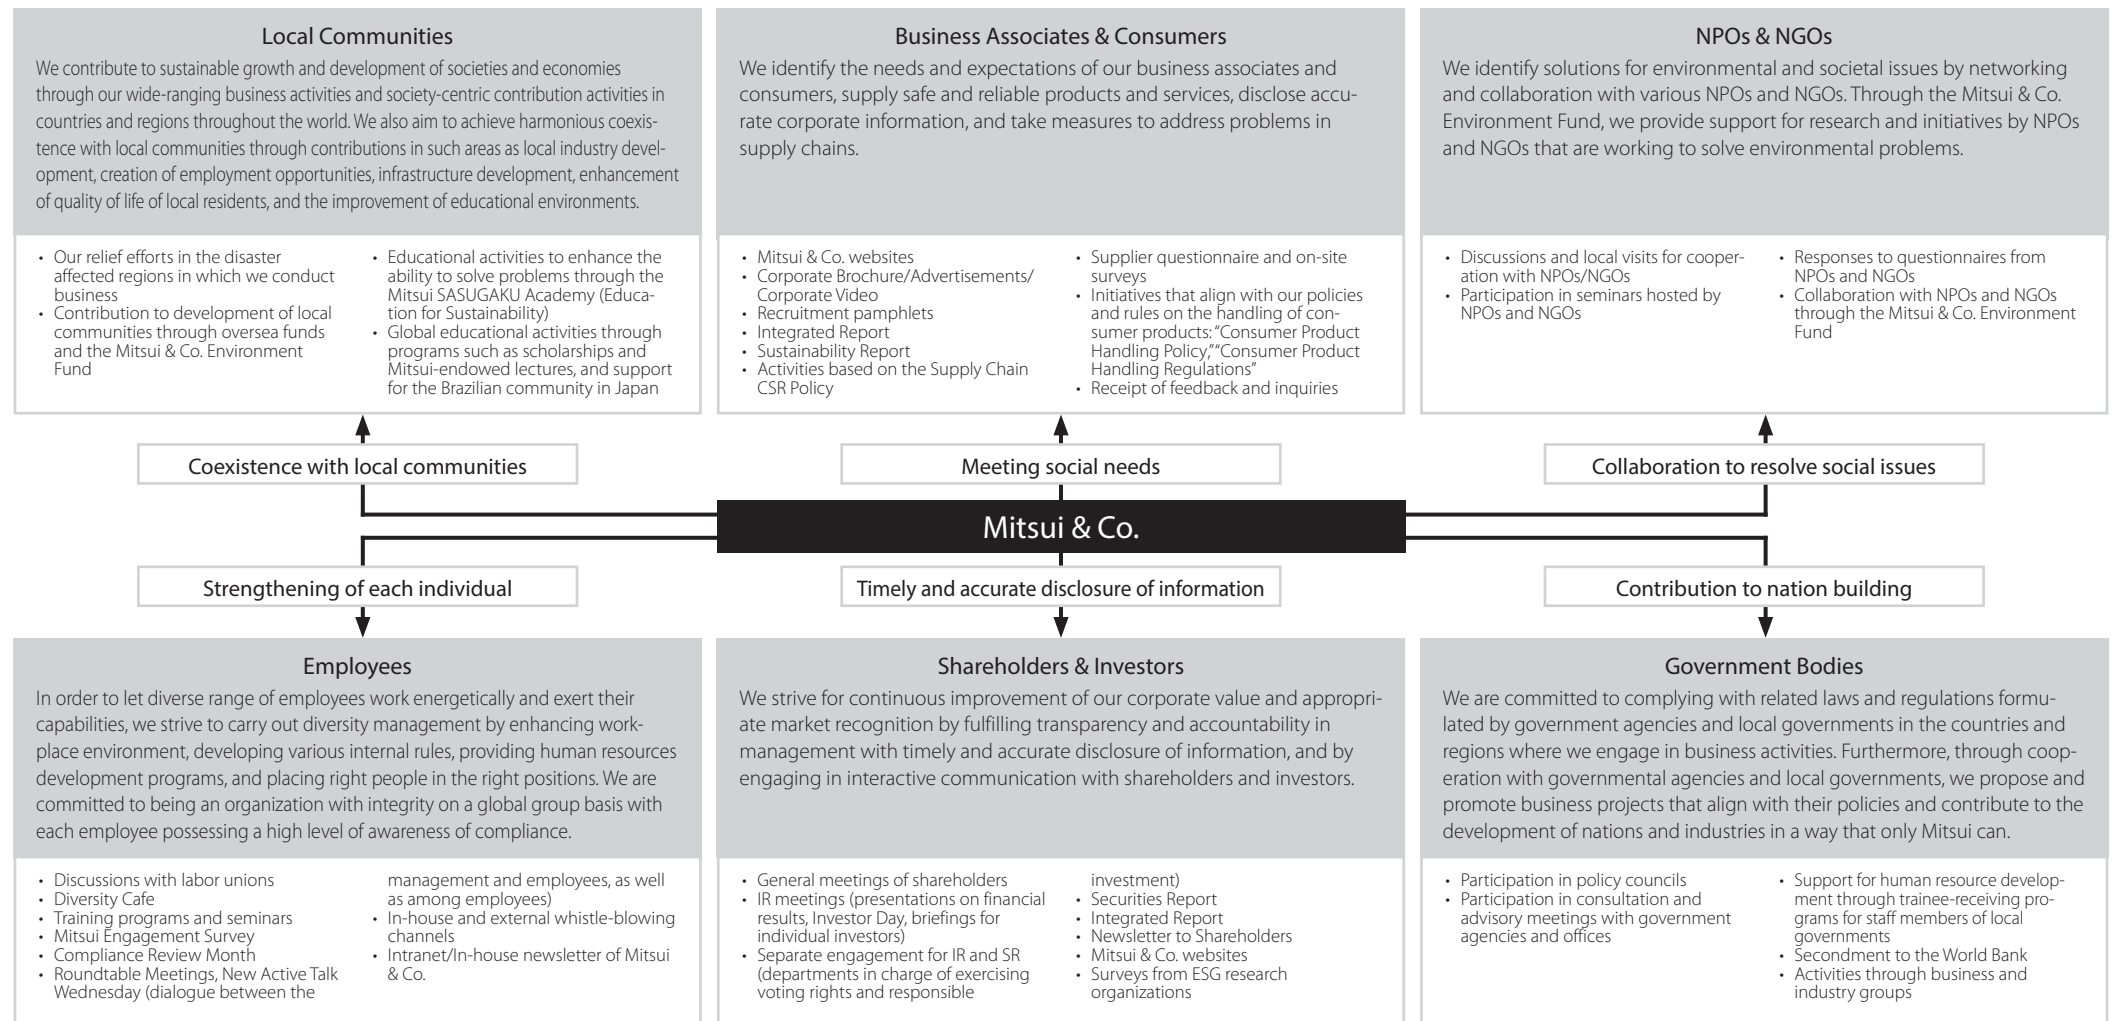 Local Communities
We contribute to sustainable growth and development of societies and economies
through our wide-ranging business activities and society-centric contribution activities in
countries and regions throughout the world. We also aim to achieve harmonious coexis-
tence with local communities through contributions in such areas as local industry devel-
opment, creation of employment opportunities, infrastructure development, enhancement
of quality of life of local residents, and the improvement of educational environments.
• Our relief efforts in the disaster
affected regions in which we conduct
business
• Contribution to development of local
communities through oversea funds
and the Mitsui & Co. Environment
Fund
• Educational activities to enhance the
ability to solve problems through the
Mitsui SASUGAKU Academy (Educa-
tion for Sustainability)
• Global educational activities through
programs such as scholarships and
Mitsui-endowed lectures, and support
for the Brazilian community in Japan
Business Associates & Consumers
We identify the needs and expectations of our business associates and
consumers, supply safe and reliable products and services, disclose accu-
rate corporate information, and take measures to address problems in
supply chains.
• Mitsui & Co. websites
• Corporate Brochure/Advertisements/
Corporate Video
• Recruitment pamphlets
• Integrated Report
• Sustainability Report
• Activities based on the Supply Chain
CSR Policy
• Supplier questionnaire and on-site
surveys
• Initiatives that align with our policies
and rules on the handling of con-
sumer products: “Consumer Product
Handling Policy,” “Consumer Product
Handling Regulations”
• Receipt of feedback and inquiries
NPOs & NGOs
We identify solutions for environmental and societal issues by networking
and collaboration with various NPOs and NGOs. Through the Mitsui & Co.
Environment Fund, we provide support for research and initiatives by NPOs
and NGOs that are working to solve environmental problems.
• Discussions and local visits for cooper-
ation with NPOs/NGOs
• Participation in seminars hosted by
NPOs and NGOs
• Responses to questionnaires from
NPOs and NGOs
• Collaboration with NPOs and NGOs
through the Mitsui & Co. Environment
Fund
Coexistence with local communities
Meeting social needs
Collaboration to resolve social issues
Mitsui & Co.
Strengthening of each individual
Timely and accurate disclosure of information
Contribution to nation building
Employees
In order to let diverse range of employees work energetically and exert their
capabilities, we strive to carry out diversity management by enhancing work-
place environment, developing various internal rules, providing human resources
development programs, and placing right people in the right positions. We are
committed to being an organization with integrity on a global group basis with
each employee possessing a high level of awareness of compliance.
• Discussions with labor unions
• Diversity Cafe
• Training programs and seminars
• Mitsui Engagement Survey
• Compliance Review Month
• Roundtable Meetings, New Active Talk
Wednesday (dialogue between the
management and employees, as well
as among employees)
• In-house and external whistle-blowing
channels
• Intranet/In-house newsletter of Mitsui
& Co.
Shareholders & Investors
We strive for continuous improvement of our corporate value and appropri-
ate market recognition by fulfilling transparency and accountability in
management with timely and accurate disclosure of information, and by
engaging in interactive communication with shareholders and investors.
• General meetings of shareholders
• IR meetings (presentations on financial
results, Investor Day, briefings for
individual investors)
• Separate engagement for IR and SR
(departments in charge of exercising
voting rights and responsible
investment)
• Securities Report
• Integrated Report
• Newsletter to Shareholders
• Mitsui & Co. websites
• Surveys from ESG research
organizations
Government Bodies
We are committed to complying with related laws and regulations formu-
lated by government agencies and local governments in the countries and
regions where we engage in business activities. Furthermore, through coop-
eration with governmental agencies and local governments, we propose and
promote business projects that align with their policies and contribute to the
development of nations and industries in a way that only Mitsui can.
• Participation in policy councils
• Participation in consultation and
advisory meetings with government
agencies and offices
• Support for human resource develop-
ment through trainee-receiving pro-
grams for staff members of local
governments
• Secondment to the World Bank
• Activities through business and
industry groups